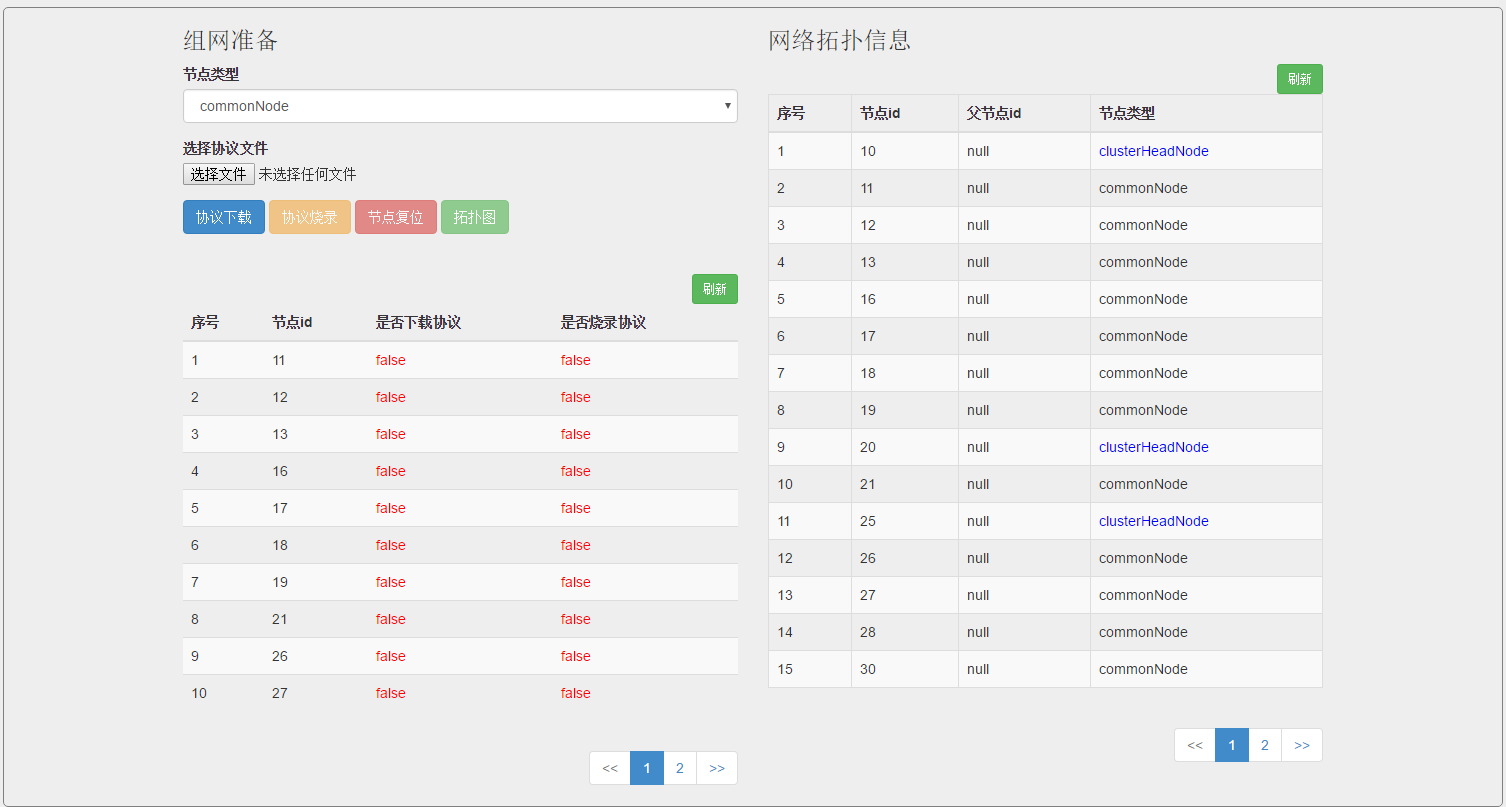 组网准备
节点类型
commonNode
选择协议文件
选择文件 未选择任何文件
协议下载 协议烧录 节点复位 拓扑图
刷新
序号 节点id 是否下载协议 是否烧录协议
1 11 false false
2 12 false false
3 13 false false
4 16 false false
5 17 false false
6 18 false false
7 19 false false
8 21 false false
9 26 false false
10 27 false false
<< 1 2 >>
网络拓扑信息
刷新
序号 节点id 父节点id 节点类型
1 10 null clusterHeadNode
2 11 null commonNode
3 12 null commonNode
4 13 null commonNode
5 16 null commonNode
6 17 null commonNode
7 18 null commonNode
8 19 null commonNode
9 20 null clusterHeadNode
10 21 null commonNode
11 25 null clusterHeadNode
12 26 null commonNode
13 27 null commonNode
14 28 null commonNode
15 30 null commonNode
<< 1 2 >>